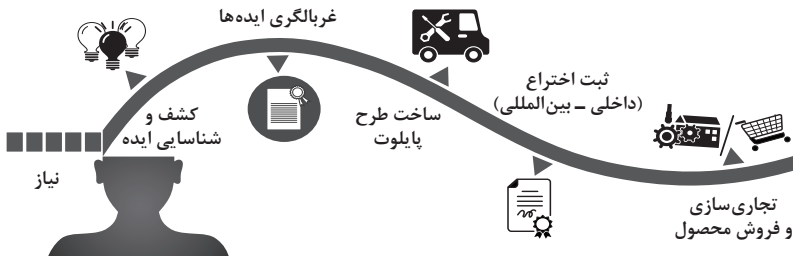 نیاز
کشف و
شناسایی ایده
غربالگری ایده‌ها
ساخت طرح
پایلوت
ثبت اختراع
(داخلی ـ بین‌المللی)
تجاری‌سازی
و فروش محصول